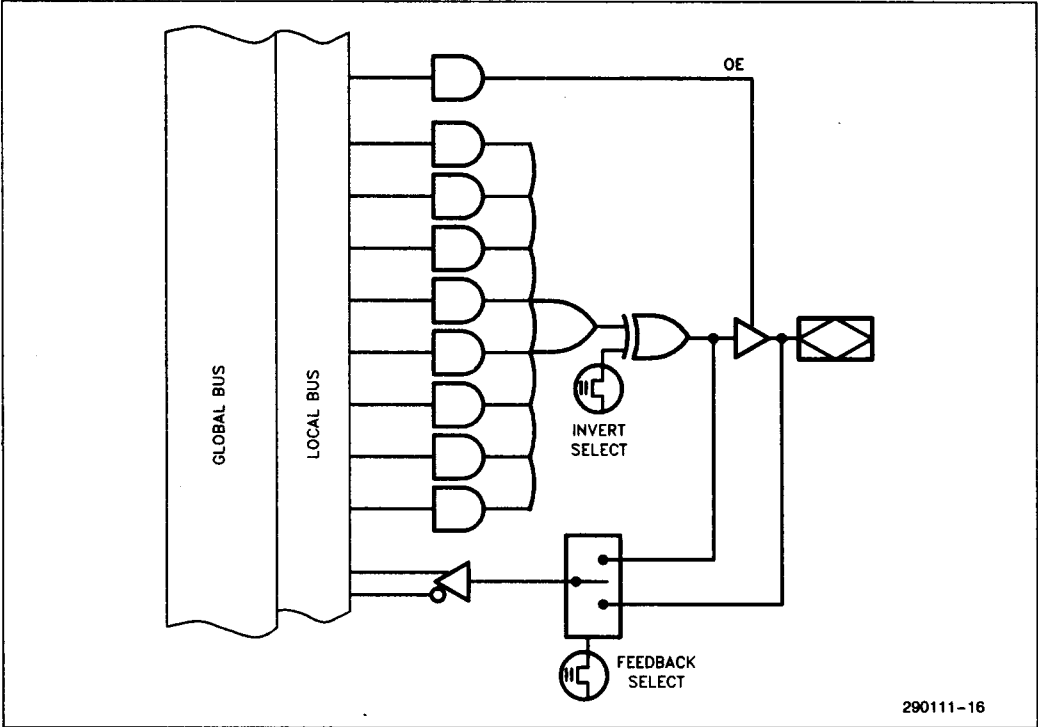 OE
GLOBAL BUS
LOCAL BUS
INVERT
SELECT
FEEDBACK
SELECT
290111-16